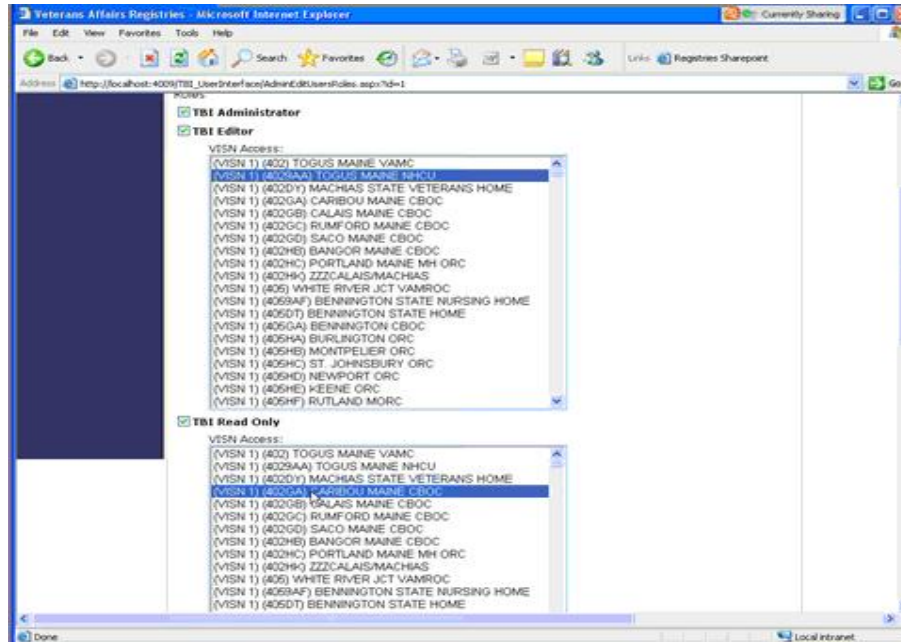 Veterans Affairs Registries - Microsoft Internet Explorer
Currently Sharing
File Edit View Favorites Tools Help
Back Search Favorites Links Registries Sharepoint
Address http://localhost:4009/TBI_UserInterface/AdminEditUsersRoles.aspx?id=1 Go
Roles
TBI Administrator
TBI Editor
VISN Access:
(VISN 1) (402) TOGUS MAINE VAMC
(VISN 1) (4029AA) TOGUS MAINE NHCU
(VISN 1) (402DY) MACHIAS STATE VETERANS HOME
(VISN 1) (402GA) CARIBOU MAINE CBOC
(VISN 1) (402GB) CALAIS MAINE CBOC
(VISN 1) (402GC) RUMFORD MAINE CBOC
(VISN 1) (402GD) SACO MAINE CBOC
(VISN 1) (402HB) BANGOR MAINE CBOC
(VISN 1) (402HC) PORTLAND MAINE MH ORC
(VISN 1) (402HK) ZZZCALAIS/MACHIAS
(VISN 1) (405) WHITE RIVER JCT VAMROC
(VISN 1) (4059AF) BENNINGTON STATE NURSING HOME
(VISN 1) (405DT) BENNINGTON STATE HOME
(VISN 1) (405GA) BENNINGTON CBOC
(VISN 1) (405HA) BURLINGTON ORC
(VISN 1) (405HB) MONTPELIER ORC
(VISN 1) (405HC) ST. JOHNSBURY ORC
(VISN 1) (405HD) NEWPORT ORC
(VISN 1) (405HE) KEENE ORC
(VISN 1) (405HF) RUTLAND MORC
TBI Read Only
VISN Access:
(VISN 1) (402) TOGUS MAINE VAMC
(VISN 1) (4029AA) TOGUS MAINE NHCU
(VISN 1) (402DY) MACHIAS STATE VETERANS HOME
(VISN 1) (402GA) CARIBOU MAINE CBOC
(VISN 1) (402GB) CALAIS MAINE CBOC
(VISN 1) (402GC) RUMFORD MAINE CBOC
(VISN 1) (402GD) SACO MAINE CBOC
(VISN 1) (402HB) BANGOR MAINE CBOC
(VISN 1) (402HC) PORTLAND MAINE MH ORC
(VISN 1) (402HK) ZZZCALAIS/MACHIAS
(VISN 1) (405) WHITE RIVER JCT VAMROC
(VISN 1) (4059AF) BENNINGTON STATE NURSING HOME
(VISN 1) (405DT) BENNINGTON STATE HOME
Done Local intranet